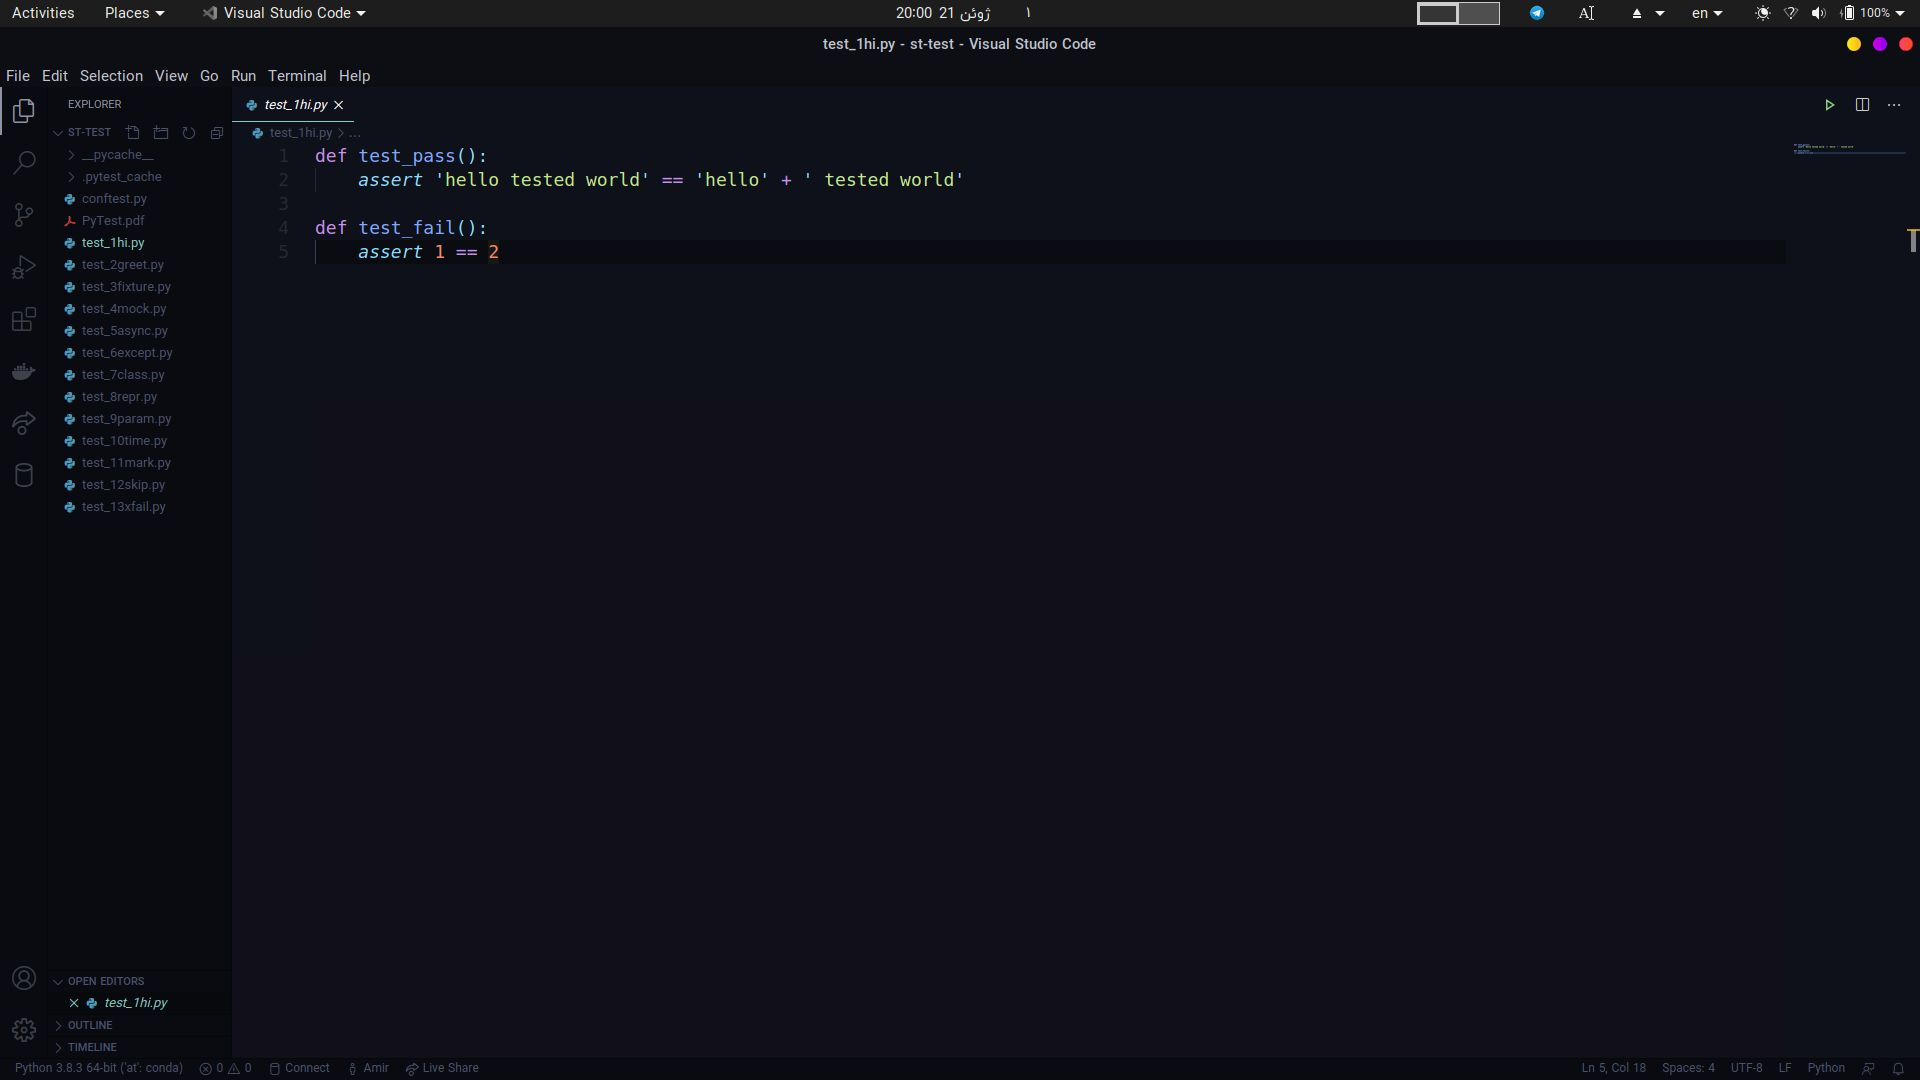 Activities Places Visual Studio Code 20:00 21 ژوئن ۱ en 100%
test_1hi.py - st-test - Visual Studio Code
File Edit Selection View Go Run Terminal Help
EXPLORER
ST-TEST
__pycache__
.pytest_cache
conftest.py
PyTest.pdf
test_1hi.py
test_2greet.py
test_3fixture.py
test_4mock.py
test_5async.py
test_6except.py
test_7class.py
test_8repr.py
test_9param.py
test_10time.py
test_11mark.py
test_12skip.py
test_13xfail.py
OPEN EDITORS
test_1hi.py
OUTLINE
TIMELINE
test_1hi.py
test_1hi.py > ...
1 def test_pass():
2     assert 'hello tested world' == 'hello' + ' tested world'
3
4 def test_fail():
5     assert 1 == 2
Python 3.8.3 64-bit ('at': conda) 0 0 Connect Amir Live Share Ln 5, Col 18 Spaces: 4 UTF-8 LF Python